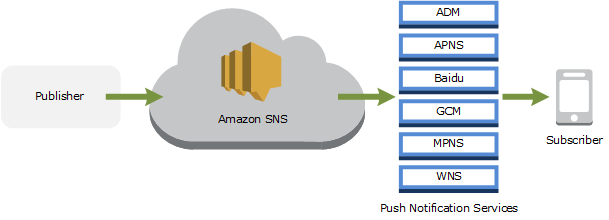 Publisher
Amazon SNS
ADM
APNS
Baidu
GCM
MPNS
WNS
Push Notification Services
Subscriber